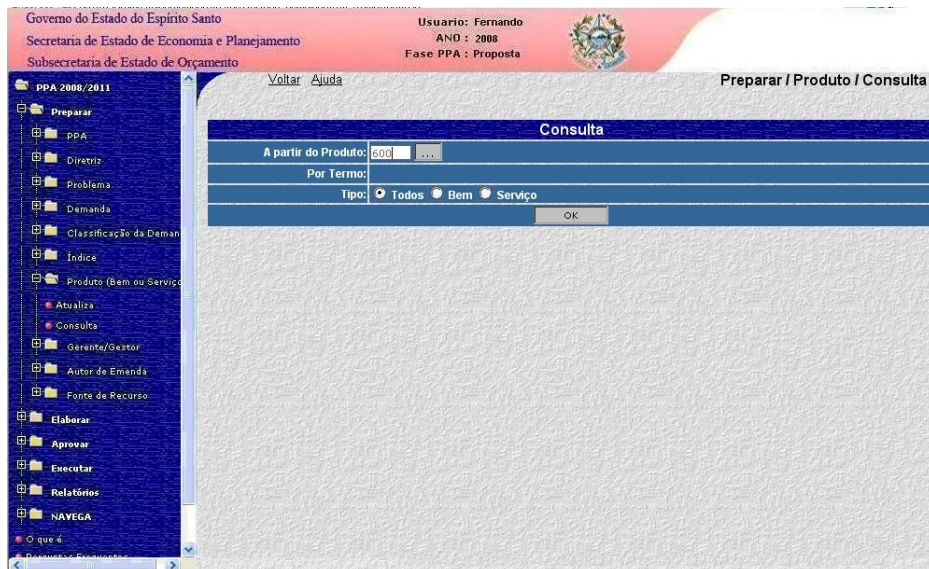 Governo do Estado do Espírito Santo
Secretaria de Estado de Economia e Planejamento
Subsecretaria de Estado de Orçamento
Usuario: Fernando
ANO : 2008
Fase PPA : Proposta
Voltar Ajuda
Preparar / Produto / Consulta
PPA 2008/2011
Preparar
PPA
Diretriz
Problema
Demanda
Classificação da Deman
Índice
Produto (Bem ou Serviço
Atualiza
Consulta
Gerente/Gestor
Autor de Emenda
Fonte de Recurso
Elaborar
Aprovar
Executar
Relatórios
NAVEGA
O que é
Perguntas Frequentes
Consulta
A partir do Produto: 600 ...
Por Termo:
Tipo: Todos Bem Serviço
OK